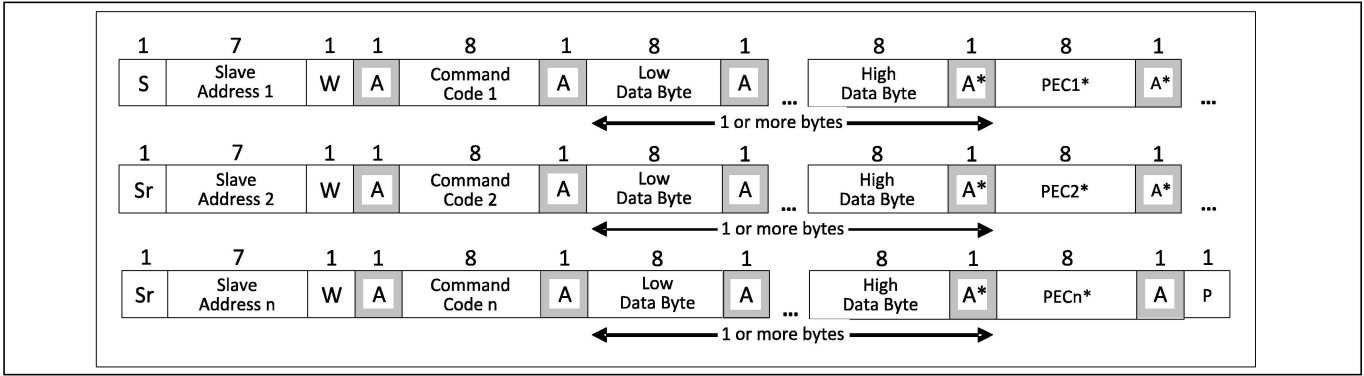 1 7 1 1 8 1 8 1 8 1 8 1
S Slave Address 1 W A Command Code 1 A Low Data Byte A ... High Data Byte A* PEC1* A* ...
1 or more bytes
1 7 1 1 8 1 8 1 8 1 8 1
Sr Slave Address 2 W A Command Code 2 A Low Data Byte A ... High Data Byte A* PEC2* A* ...
1 or more bytes
1 7 1 1 8 1 8 1 8 1 8 1 1
Sr Slave Address n W A Command Code n A Low Data Byte A ... High Data Byte A* PECn* A P
1 or more bytes